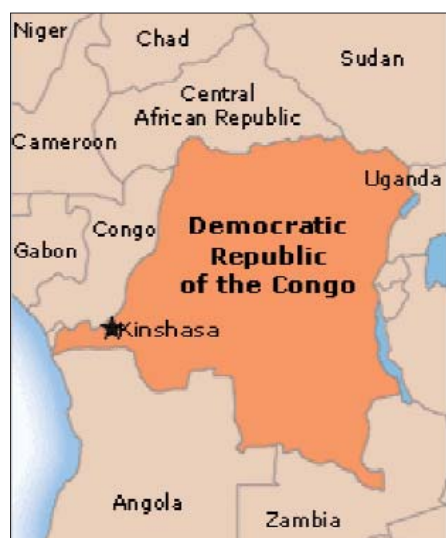 Niger
Chad
Sudan
Central
African Republic
Cameroon
Uganda
Congo
Democratic
Republic
of the Congo
Gabon
Kinshasa
Angola
Zambia